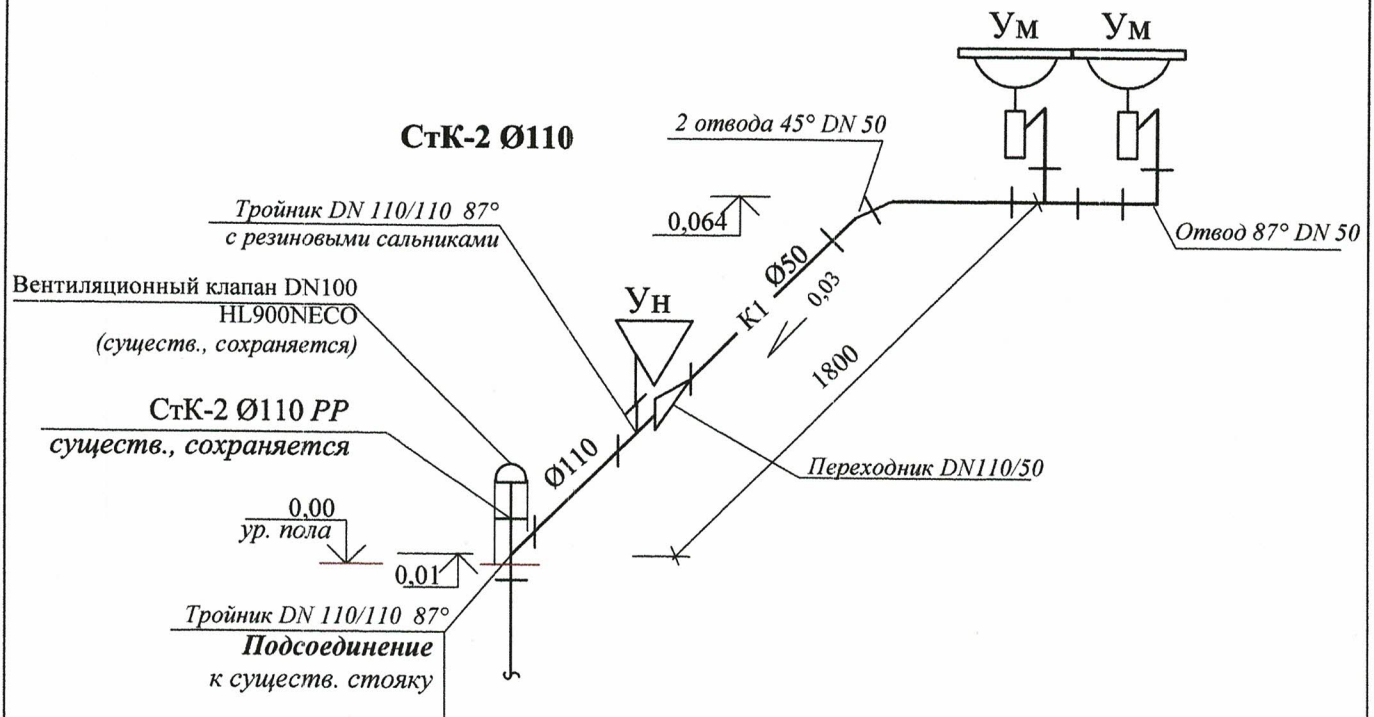 Ум Ум
2 отвода 45° DN 50
СтК-2 Ø110
Тройник DN 110/110 87°
с резиновыми сальниками
0,064
Отвод 87° DN 50
Вентиляционный клапан DN100
HL900NECO
(существ., сохраняется)
Ø50
0,03
Ун
К1
1800
СтК-2 Ø110 PP
существ., сохраняется
Ø110
Переходник DN110/50
0,00
ур. пола
0,01
Тройник DN 110/110 87°
Подсоединение
к существ. стояку